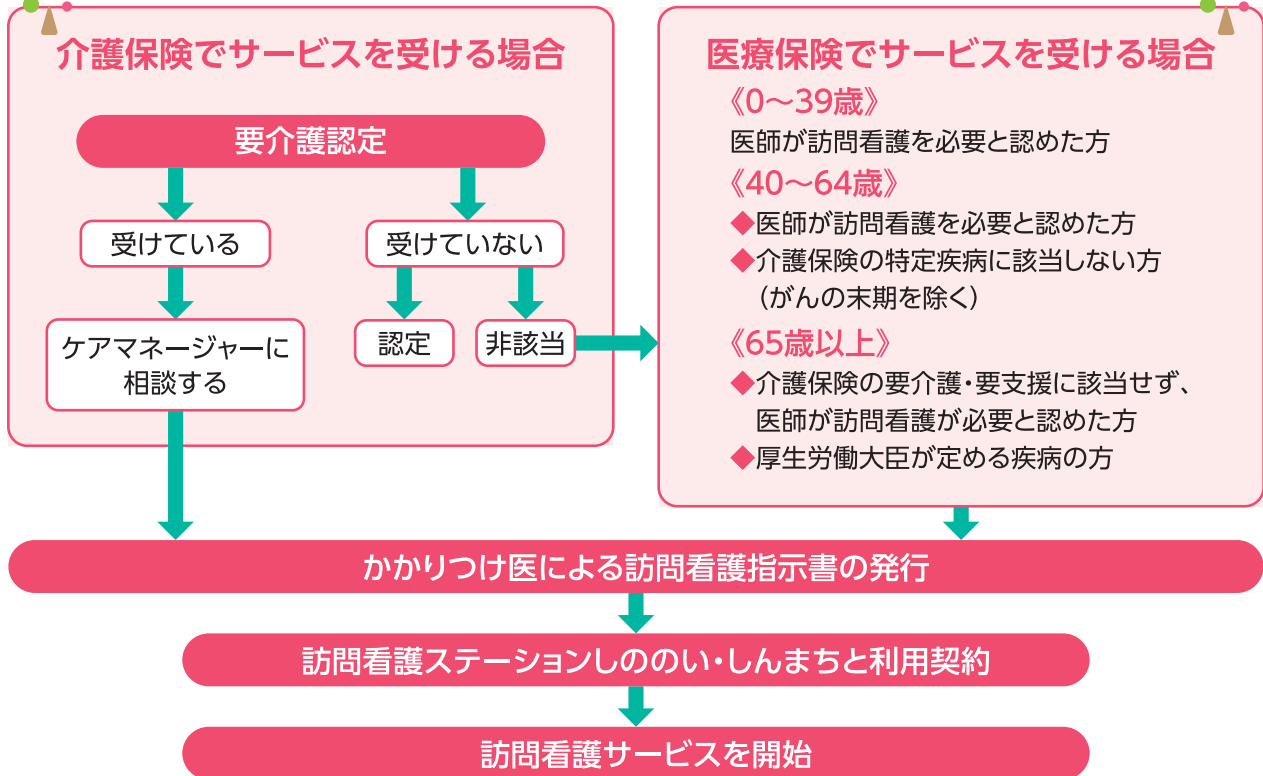 介護保険でサービスを受ける場合
要介護認定
受けている
受けていない
ケアマネージャーに
相談する
認定
非該当
医療保険でサービスを受ける場合
《0〜39歳》
医師が訪問看護を必要と認めた方
《40〜64歳》
◆医師が訪問看護を必要と認めた方
◆介護保険の特定疾病に該当しない方
（がんの末期を除く）
《65歳以上》
◆介護保険の要介護・要支援に該当せず、
医師が訪問看護が必要と認めた方
◆厚生労働大臣が定める疾病の方
かかりつけ医による訪問看護指示書の発行
訪問看護ステーションしののい・しんまちと利用契約
訪問看護サービスを開始